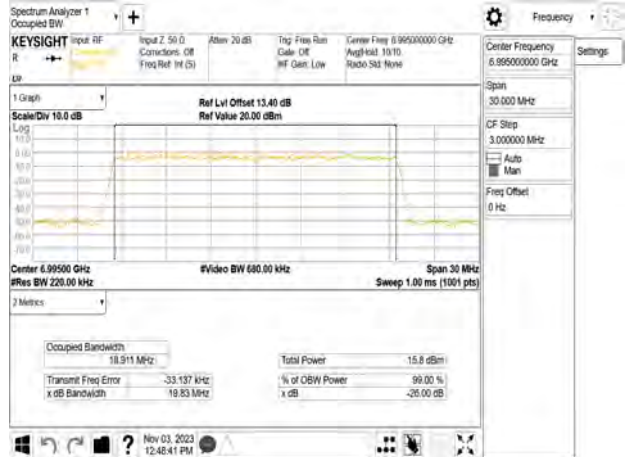 Spectrum Analyzer 1
Occupied BW
+
Frequency
KEYSIGHT
Input: RF
R
Input Z: 50 Ω
Corrections: Off
Freq Ref: Int (S)
Atten: 20 dB
Trig: Free Run
Gate: Off
#IF Gain: Low
Center Freq: 6.995000000 GHz
Avg|Hold: 10/10
Radio Std: None
Center Frequency
6.995000000 GHz
Settings
Span
30.000 MHz
CF Step
3.000000 MHz
Auto
Man
Freq Offset
0 Hz
1 Graph
Scale/Div 10.0 dB
Ref Lvl Offset 13.40 dB
Ref Value 20.00 dBm
Log
10.0
0.00
Center 6.99500 GHz
#Res BW 220.00 kHz
#Video BW 680.00 kHz
Span 30 MHz
Sweep 1.00 ms (1001 pts)
2 Metrics
Occupied Bandwidth
18.911 MHz
Total Power
15.8 dBm
Transmit Freq Error
-33.137 kHz
% of OBW Power
99.00 %
x dB Bandwidth
19.83 MHz
x dB
-26.00 dB
?
Nov 03, 2023
12:48:41 PM